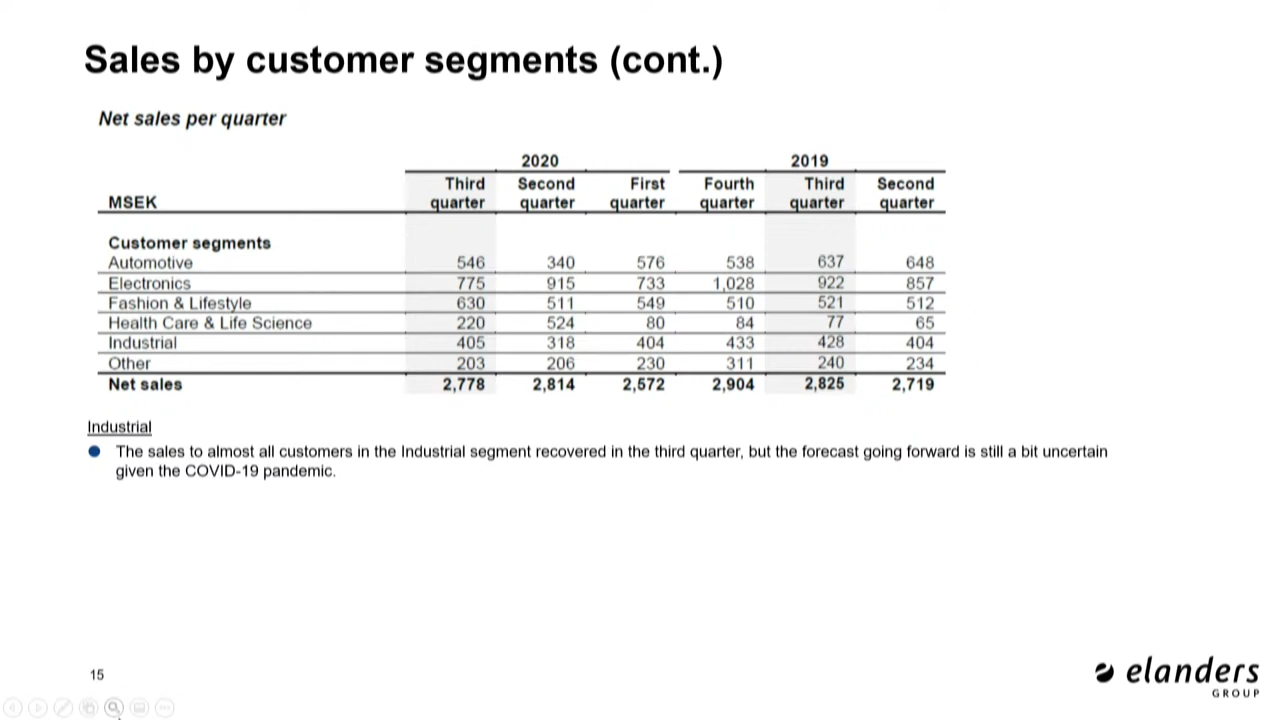 Sales by customer segments (cont.)
Net sales per quarter
2020 2019
Third Second First Fourth Third Second
MSEK quarter quarter quarter quarter quarter quarter
Customer segments
Automotive 546 340 576 538 637 648
Electronics 775 915 733 1,028 922 857
Fashion & Lifestyle 630 511 549 510 521 512
Health Care & Life Science 220 524 80 84 77 65
Industrial 405 318 404 433 428 404
Other 203 206 230 311 240 234
Net sales 2,778 2,814 2,572 2,904 2,825 2,719
Industrial
The sales to almost all customers in the Industrial segment recovered in the third quarter, but the forecast going forward is still a bit uncertain
given the COVID-19 pandemic.
15
elanders
GROUP